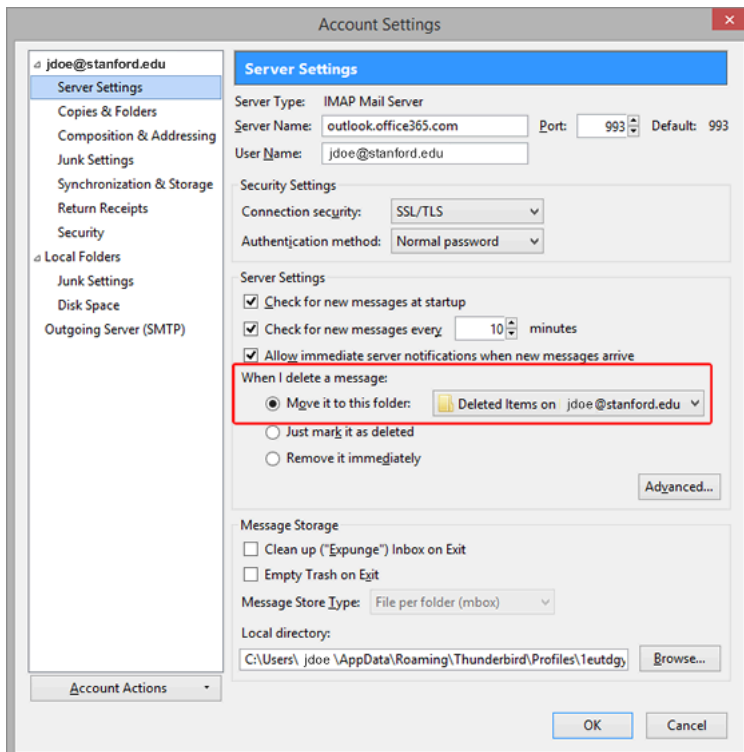 Account Settings
x
jdoe@stanford.edu
Server Settings
Copies & Folders
Composition & Addressing
Junk Settings
Synchronization & Storage
Return Receipts
Security
Local Folders
Junk Settings
Disk Space
Outgoing Server (SMTP)
Account Actions
Server Settings
Server Type: IMAP Mail Server
Server Name: outlook.office365.com Port: 993 Default: 993
User Name: jdoe@stanford.edu
Security Settings
Connection security: SSL/TLS
Authentication method: Normal password
Server Settings
Check for new messages at startup
Check for new messages every 10 minutes
Allow immediate server notifications when new messages arrive
When I delete a message:
Move it to this folder: Deleted Items on jdoe@stanford.edu
Just mark it as deleted
Remove it immediately
Advanced...
Message Storage
Clean up ("Expunge") Inbox on Exit
Empty Trash on Exit
Message Store Type: File per folder (mbox)
Local directory:
C:\Users\ jdoe \AppData\Roaming\Thunderbird\Profiles\1eutdgy Browse...
OK Cancel